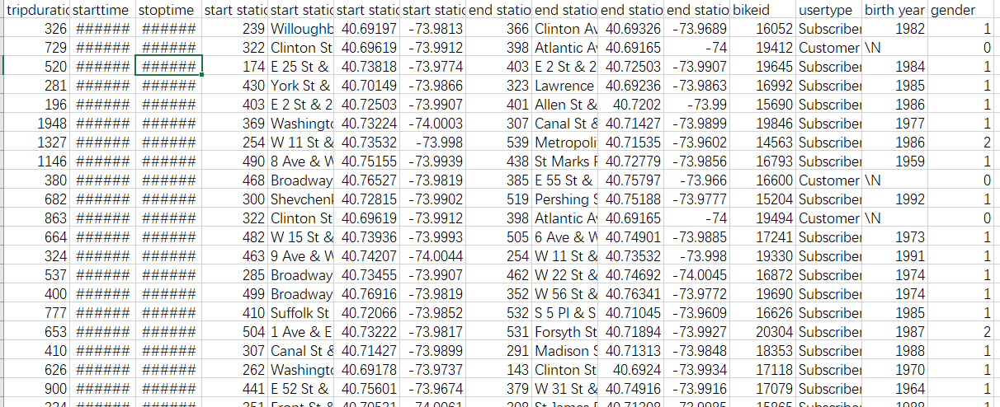 tripduratic starttime stoptime start static start static start static start static end statio end statio end statio end statio bikeid usertype birth year gender
326 ###### ###### 239 Willoughb 40.69197 -73.9813 366 Clinton Av 40.69326 -73.9689 16052 Subscriber 1982 1
729 ###### ###### 322 Clinton St 40.69619 -73.9912 398 Atlantic Av 40.69165 -74 19412 Customer \N 0
520 ###### ###### 174 E 25 St & 40.73818 -73.9774 403 E 2 St & 2 40.72503 -73.9907 19645 Subscriber 1984 1
281 ###### ###### 430 York St & 40.70149 -73.9866 323 Lawrence 40.69236 -73.9863 16992 Subscriber 1985 1
196 ###### ###### 403 E 2 St & 2 40.72503 -73.9907 401 Allen St & 40.7202 -73.99 15690 Subscriber 1986 1
1948 ###### ###### 369 Washingto 40.73224 -74.0003 307 Canal St & 40.71427 -73.9899 19846 Subscriber 1977 1
1327 ###### ###### 254 W 11 St & 40.73532 -73.998 539 Metropoli 40.71535 -73.9602 14563 Subscriber 1986 2
1146 ###### ###### 490 8 Ave & W 40.75155 -73.9939 438 St Marks P 40.72779 -73.9856 16793 Subscriber 1959 1
380 ###### ###### 468 Broadway 40.76527 -73.9819 385 E 55 St & 40.75797 -73.966 16600 Customer \N 0
682 ###### ###### 300 Shevchenk 40.72815 -73.9902 519 Pershing S 40.75188 -73.9777 15204 Subscriber 1992 1
863 ###### ###### 322 Clinton St 40.69619 -73.9912 398 Atlantic Av 40.69165 -74 19494 Customer \N 0
664 ###### ###### 482 W 15 St & 40.73936 -73.9993 505 6 Ave & W 40.74901 -73.9885 17241 Subscriber 1973 1
324 ###### ###### 463 9 Ave & W 40.74207 -74.0044 254 W 11 St & 40.73532 -73.998 19330 Subscriber 1991 1
537 ###### ###### 285 Broadway 40.73455 -73.9907 462 W 22 St & 40.74692 -74.0045 16872 Subscriber 1974 1
400 ###### ###### 499 Broadway 40.76916 -73.9819 352 W 56 St & 40.76341 -73.9772 19690 Subscriber 1974 1
777 ###### ###### 410 Suffolk St 40.72066 -73.9852 532 S 5 Pl & S 40.71045 -73.9609 16626 Subscriber 1985 1
653 ###### ###### 504 1 Ave & E 40.73222 -73.9817 531 Forsyth St 40.71894 -73.9927 20304 Subscriber 1987 2
410 ###### ###### 307 Canal St & 40.71427 -73.9899 291 Madison S 40.71313 -73.9848 18353 Subscriber 1988 1
626 ###### ###### 262 Washingto 40.69178 -73.9737 143 Clinton St 40.6924 -73.9934 17118 Subscriber 1970 1
900 ###### ###### 441 E 52 St & 40.75601 -73.9674 379 W 31 St & 40.74916 -73.9916 17079 Subscriber 1964 1